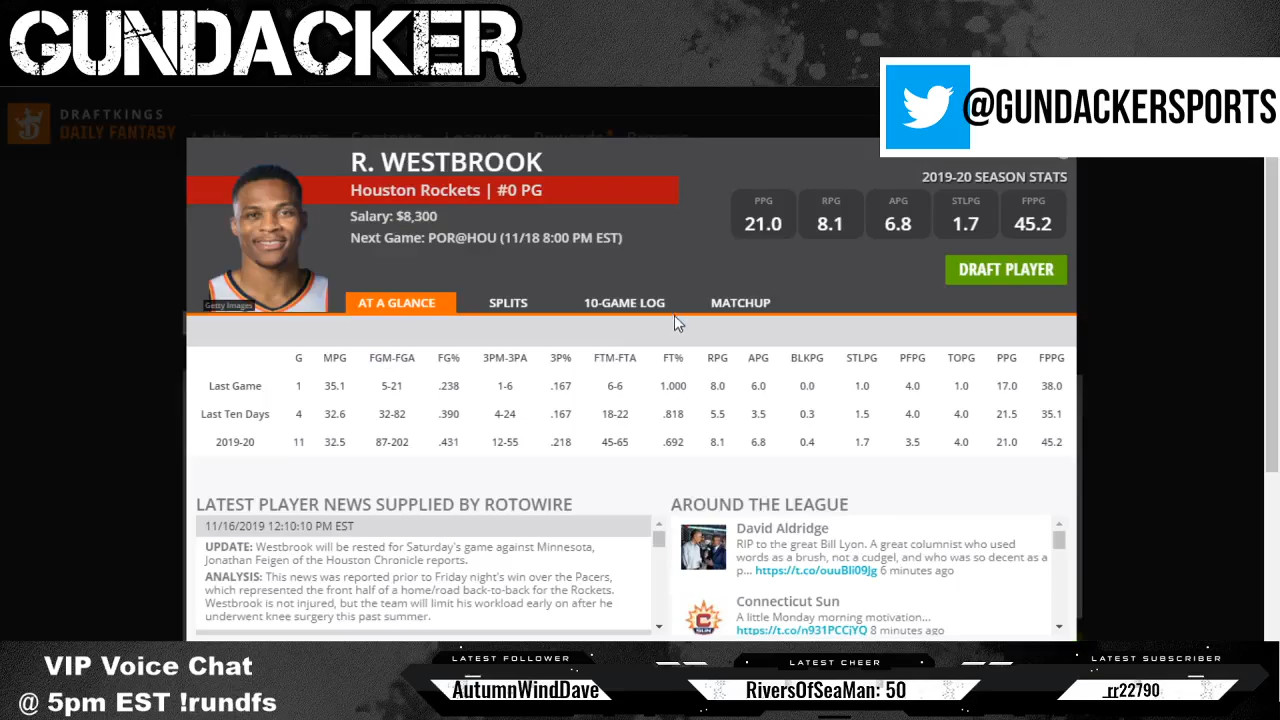 GUNDACKER
@GUNDACKERSPORTS
DRAFTKINGS
DAILY FANTASY
Lobby Lineups Contests Leagues Rewards
R. WESTBROOK
Houston Rockets | #0 PG
Salary: $8,300
Next Game: POR@HOU (11/18 8:00 PM EST)
Getty Images
2019-20 SEASON STATS
PPG RPG APG STLPG FPPG
21.0 8.1 6.8 1.7 45.2
DRAFT PLAYER
AT A GLANCE SPLITS 10-GAME LOG MATCHUP
G MPG FGM-FGA FG% 3PM-3PA 3P% FTM-FTA FT% RPG APG BLKPG STLPG PFPG TOPG PPG FPPG
Last Game 1 35.1 5-21 .238 1-6 .167 6-6 1.000 8.0 6.0 0.0 1.0 4.0 1.0 17.0 38.0
Last Ten Days 4 32.6 32-82 .390 4-24 .167 18-22 .818 5.5 3.5 0.3 1.5 4.0 4.0 21.5 35.1
2019-20 11 32.5 87-202 .431 12-55 .218 45-65 .692 8.1 6.8 0.4 1.7 3.5 4.0 21.0 45.2
LATEST PLAYER NEWS SUPPLIED BY ROTOWIRE
11/16/2019 12:10:10 PM EST
UPDATE: Westbrook will be rested for Saturday's game against Minnesota,
Jonathan Feigen of the Houston Chronicle reports.
ANALYSIS: This news was reported prior to Friday night's win over the Pacers,
which represented the front half of a home/road back-to-back for the Rockets.
Westbrook is not injured, but the team will limit his workload early on after he
underwent knee surgery this past summer.
AROUND THE LEAGUE
David Aldridge
RIP to the great Bill Lyon. A great columnist who used
words as a brush, not a cudgel, and who was so decent as a
p... https://t.co/ouuBli09Jg 6 minutes ago
Connecticut Sun
A little Monday morning motivation...
https://t.co/n931PCCjYQ 8 minutes ago
VIP Voice Chat
@ 5pm EST !rundfs
LATEST FOLLOWER
AutumnWindDave
LATEST CHEER
RiversOfSeaMan: 50
LATEST SUBSCRIBER
_rr22790